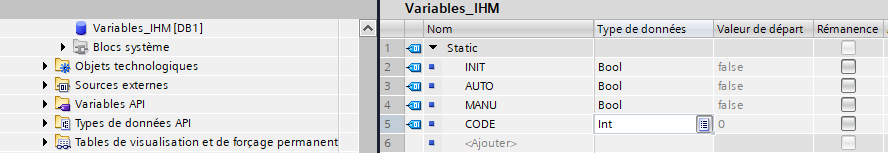 Variables_IHM [DB1]
Blocs système
Objets technologiques
Sources externes
Variables API
Types de données API
Tables de visualisation et de forçage permanent
Variables_IHM
Nom Type de données Valeur de départ Rémanence
1 Static
2 INIT Bool false
3 AUTO Bool false
4 MANU Bool false
5 CODE Int 0
6 <Ajouter>